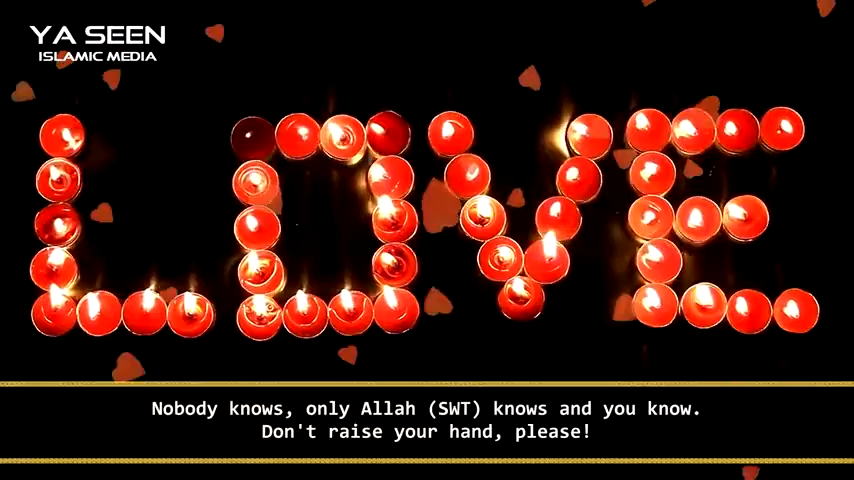 YA SEEN
ISLAMIC MEDIA
LOVE
Nobody knows, only Allah (SWT) knows and you know.
Don't raise your hand, please!